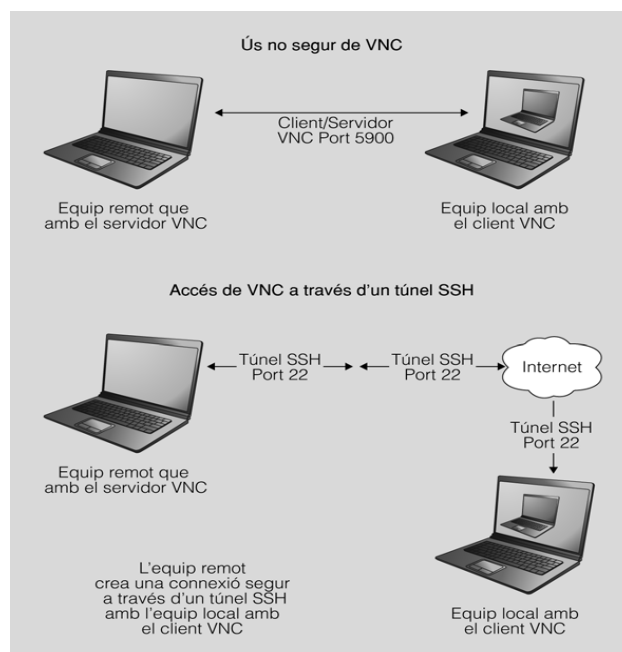 Ús no segur de VNC
Client/Servidor
VNC Port 5900
Equip remot que
amb el servidor VNC
Equip local amb
el client VNC
Accés de VNC a través d'un túnel SSH
Túnel SSH
Port 22
Túnel SSH
Port 22
Internet
Túnel SSH
Port 22
Equip remot que
amb el servidor VNC
L'equip remot
crea una connexió segur
a través d'un túnel SSH
amb l'equip local amb
el client VNC
Equip local amb
el client VNC